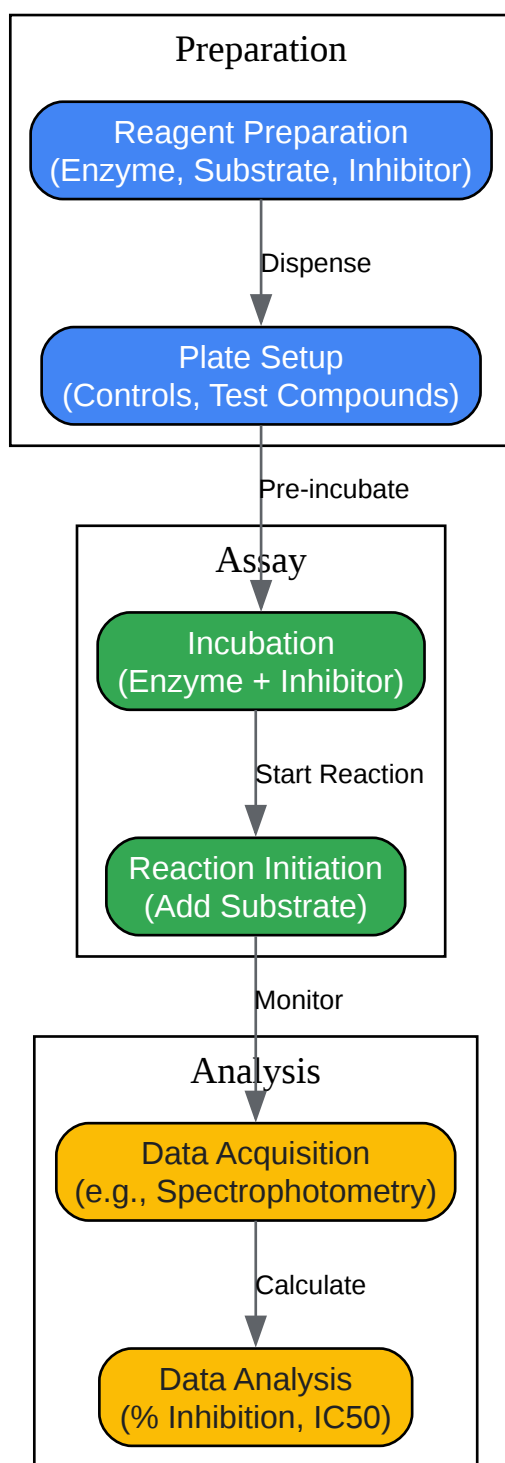 Preparation
Reagent Preparation
(Enzyme, Substrate, Inhibitor)
Dispense
Plate Setup
(Controls, Test Compounds)
Pre-incubate
Assay
Incubation
(Enzyme + Inhibitor)
Start Reaction
Reaction Initiation
(Add Substrate)
Monitor
Analysis
Data Acquisition
(e.g., Spectrophotometry)
Calculate
Data Analysis
(% Inhibition, IC50)